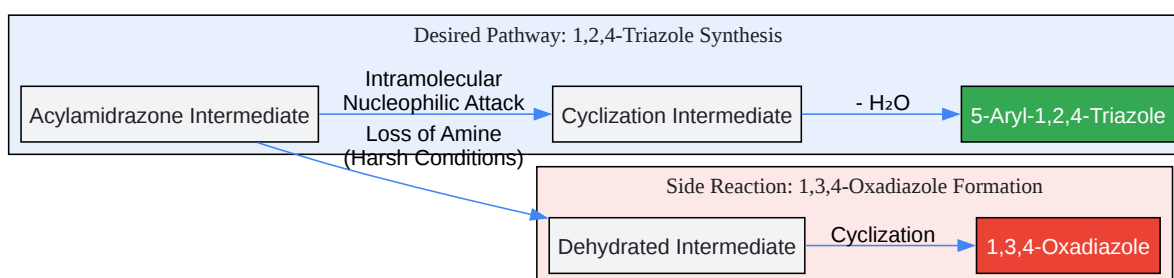 Desired Pathway: 1,2,4-Triazole Synthesis
Acylamidrazone Intermediate
Intramolecular
Nucleophilic Attack
Cyclization Intermediate
- H₂O
5-Aryl-1,2,4-Triazole
Loss of Amine
(Harsh Conditions)
Side Reaction: 1,3,4-Oxadiazole Formation
Dehydrated Intermediate
Cyclization
1,3,4-Oxadiazole